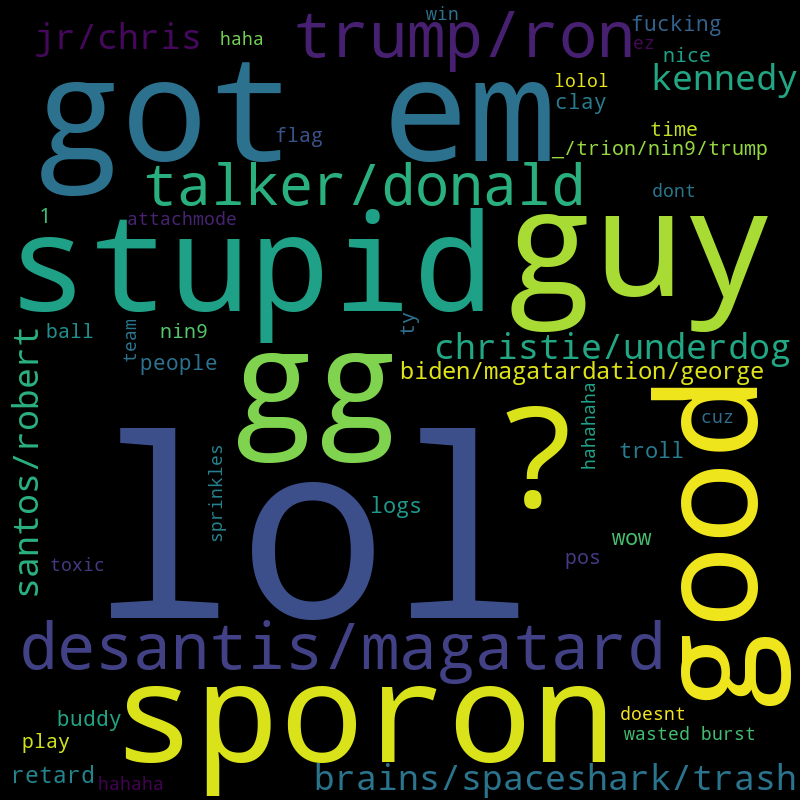 win
jr/chris
haha
trump/ron
fucking
ez
nice
got em
lolol
kennedy
clay
flag
time
_/trion/nin9/trump
talker/donald
dont
1
attachmode
stupid
guy
ball
team
nin9
ty
people
christie/underdog
biden/magatardation/george
santos/robert
gg
?
hahahaha
good
cuz
troll
sprinkles
lol
logs
wow
toxic
pos
desantis/magatard
sporon
buddy
doesnt
play
wasted burst
retard
hahaha
brains/spaceshark/trash